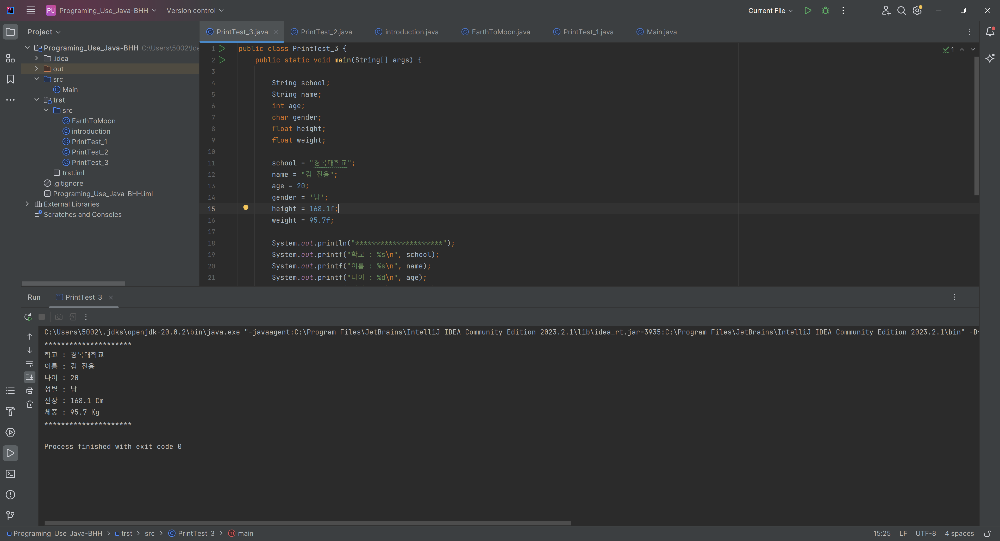 PU Programing_Use_Java-BHH Version control Current File
Project
PrintTest_3.java PrintTest_2.java introduction.java EarthToMoon.java PrintTest_1.java Main.java
Programing_Use_Java-BHH C:\Users\5002\Ide
.idea
out
src
Main
trst
src
EarthToMoon
introduction
PrintTest_1
PrintTest_2
PrintTest_3
trst.iml
.gitignore
Programing_Use_Java-BHH.iml
External Libraries
Scratches and Consoles
1 public class PrintTest_3 {
2 public static void main(String[] args) {
3
4 String school;
5 String name;
6 int age;
7 char gender;
8 float height;
9 float weight;
10
11 school = "경복대학교";
12 name = "김 진용";
13 age = 20;
14 gender = '남';
15 height = 168.1f;
16 weight = 95.7f;
17
18 System.out.println("*********************");
19 System.out.printf("학교 : %s\n", school);
20 System.out.printf("이름 : %s\n", name);
21 System.out.printf("나이 : %d\n", age);
1
Run PrintTest_3
C:\Users\5002\.jdks\openjdk-20.0.2\bin\java.exe "-javaagent:C:\Program Files\JetBrains\IntelliJ IDEA Community Edition 2023.2.1\lib\idea_rt.jar=3935:C:\Program Files\JetBrains\IntelliJ IDEA Community Edition 2023.2.1\bin"
*********************
학교 : 경복대학교
이름 : 김 진용
나이 : 20
성별 : 남
신장 : 168.1 Cm
체중 : 95.7 Kg
*********************
Process finished with exit code 0
Programing_Use_Java-BHH > trst > src > PrintTest_3 > main 15:25 LF UTF-8 4 spaces